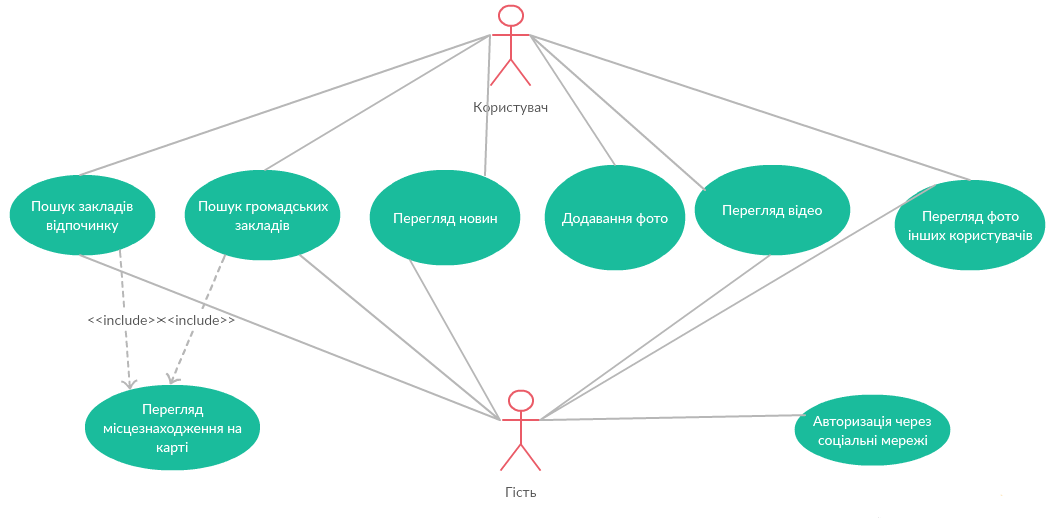 Користувач
Пошук закладів
відпочинку
Пошук громадських
закладів
Перегляд новин
Додавання фото
Перегляд відео
Перегляд фото
інших користувачів
<<include>>
<<include>>
Перегляд
місцезнаходження на
карті
Авторизація через
соціальні мережі
Гість